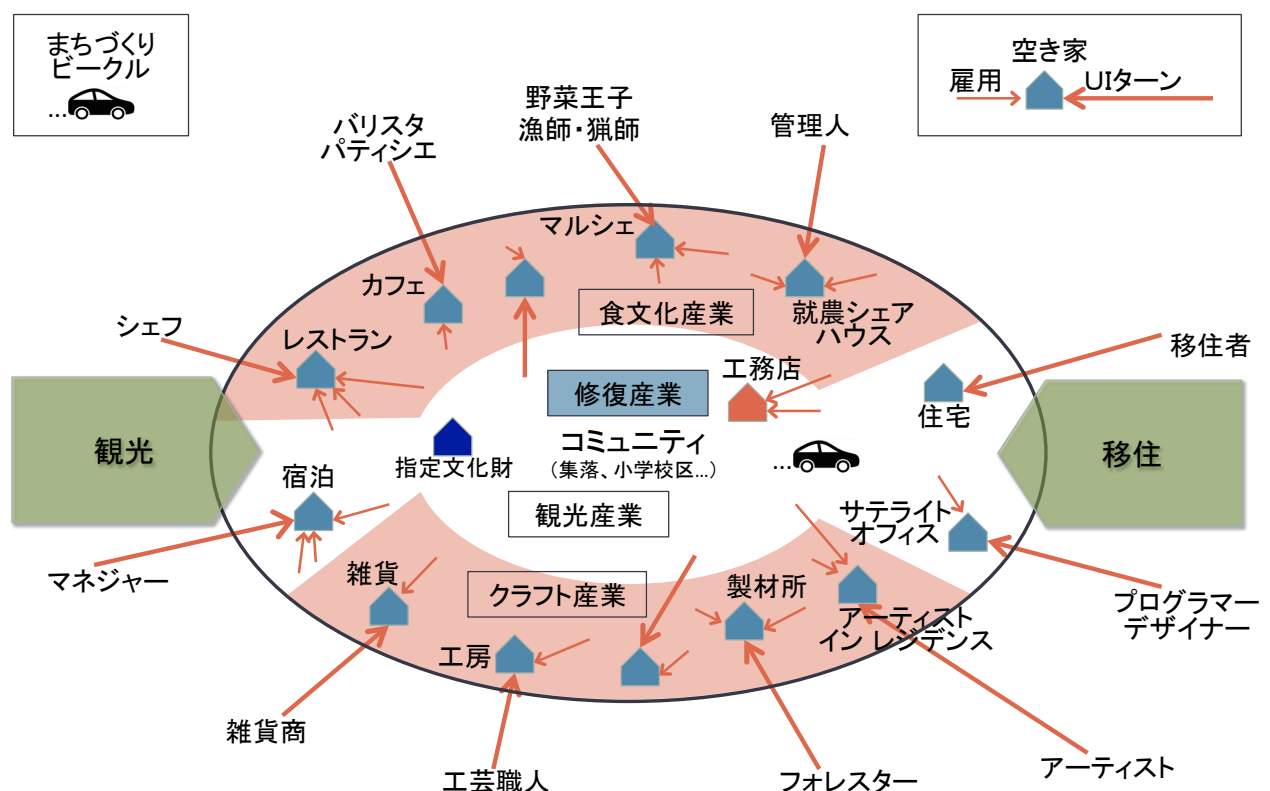 まちづくり
ビークル
...
空き家
雇用
UIターン
野菜王子
漁師・猟師
バリスタ
パティシエ
管理人
マルシェ
カフェ
食文化産業
就農シェア
ハウス
シェフ
レストラン
移住者
工務店
修復産業
住宅
観光
コミュニティ
(集落、小学校区...)
...
移住
指定文化財
宿泊
観光産業
サテライト
オフィス
マネジャー
雑貨
クラフト産業
製材所
アーティスト
イン レジデンス
プログラマー
デザイナー
工房
雑貨商
工芸職人
フォレスター
アーティスト